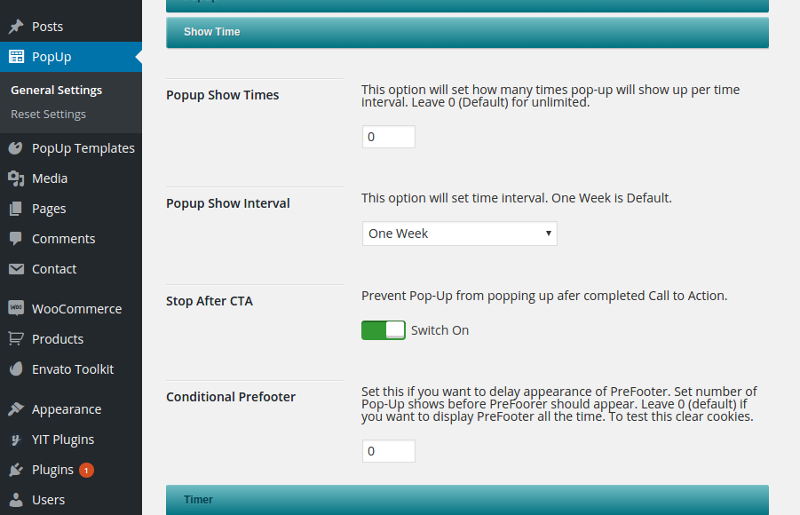 Posts
PopUp
General Settings
Reset Settings
PopUp Templates
Media
Pages
Comments
Contact
WooCommerce
Products
Envato Toolkit
Appearance
YIT Plugins
Plugins 1
Users
Show Time
Popup Show Times
This option will set how many times pop-up will show up per time
interval. Leave 0 (Default) for unlimited.
0
Popup Show Interval
This option will set time interval. One Week is Default.
One Week
Stop After CTA
Prevent Pop-Up from popping up afer completed Call to Action.
Switch On
Conditional Prefooter
Set this if you want to delay appearance of PreFooter. Set number of
Pop-Up shows before PreFoorer should appear. Leave 0 (default) if
you want to display PreFooter all the time. To test this clear cookies.
0
Timer